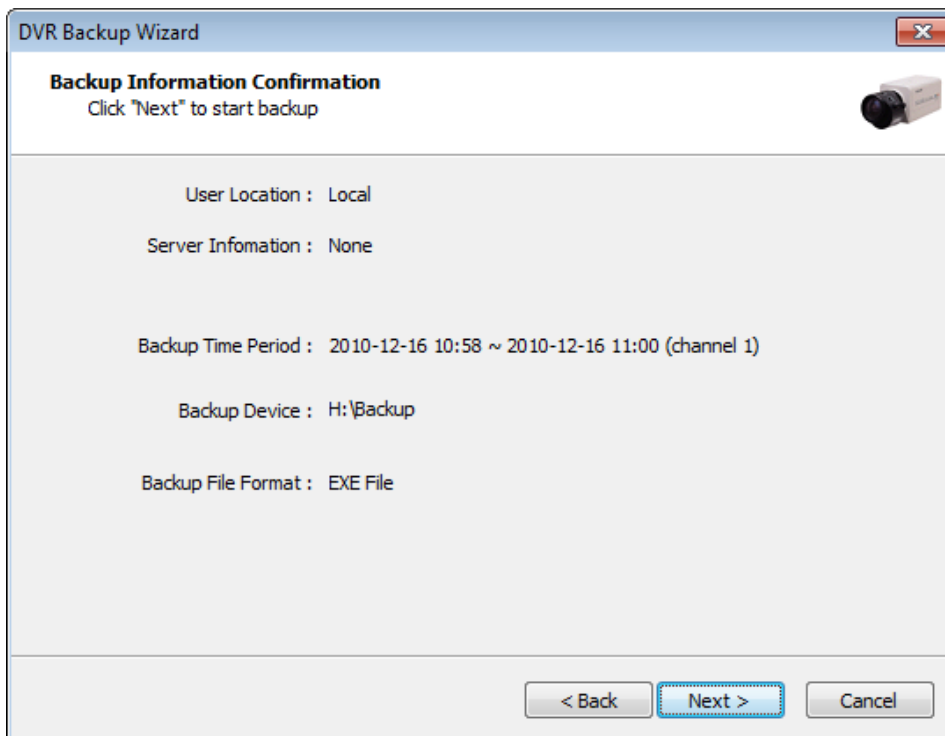 DVR Backup Wizard
Backup Information Confirmation
Click "Next" to start backup
User Location : Local
Server Infomation : None
Backup Time Period : 2010-12-16 10:58 ~ 2010-12-16 11:00 (channel 1)
Backup Device : H:\Backup
Backup File Format : EXE File
< Back Next > Cancel